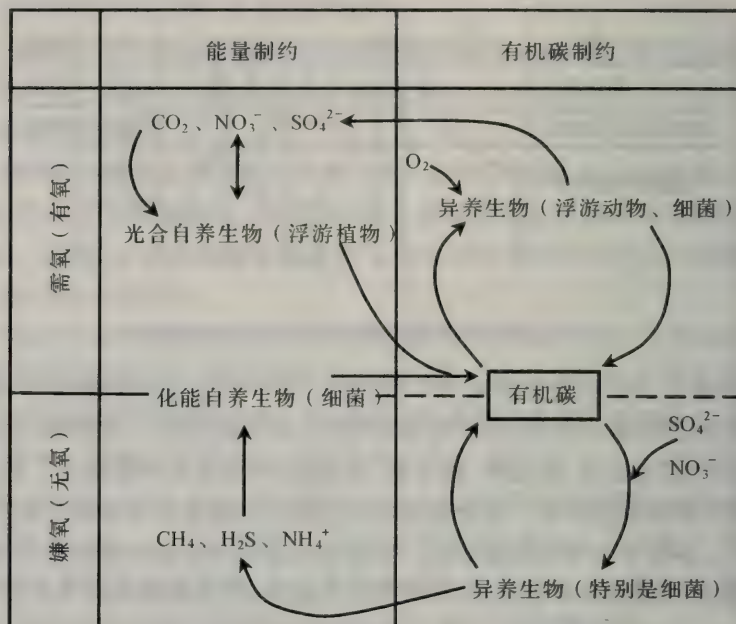 能量制约
有机碳制约
需氧（有氧）
CO₂、NO₃⁻、SO₄²⁻
O₂
异养生物（浮游动物、细菌）
光合自养生物（浮游植物）
化能自养生物（细菌）
有机碳
嫌氧（无氧）
SO₄²⁻
NO₃⁻
CH₄、H₂S、NH₄⁺
异养生物（特别是细菌）